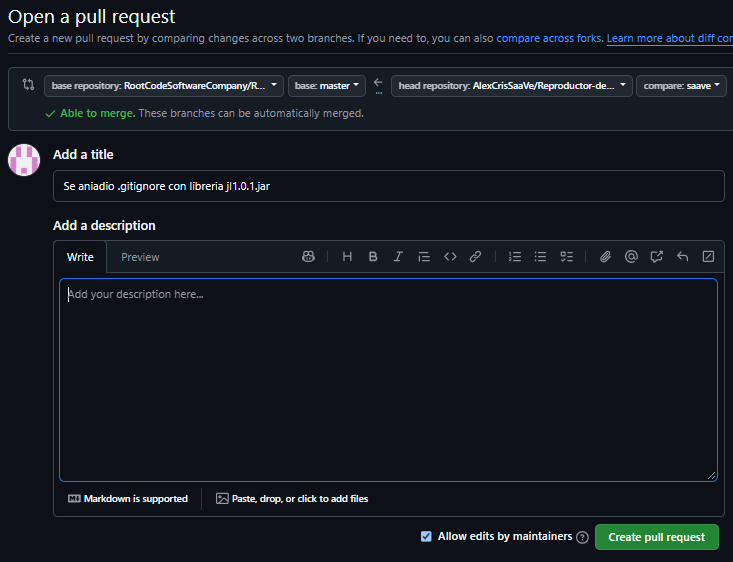 Open a pull request
Create a new pull request by comparing changes across two branches. If you need to, you can also compare across forks. Learn more about diff con
base repository: RootCodeSoftwareCompany/R... base: master ... head repository: AlexCrisSaaVe/Reproductor-de... compare: saave
Able to merge. These branches can be automatically merged.
Add a title
Se aniadio .gitignore con libreria jl1.0.1.jar
Add a description
Write Preview H B I <> @
Add your description here...
Markdown is supported Paste, drop, or click to add files
Allow edits by maintainers ? Create pull request